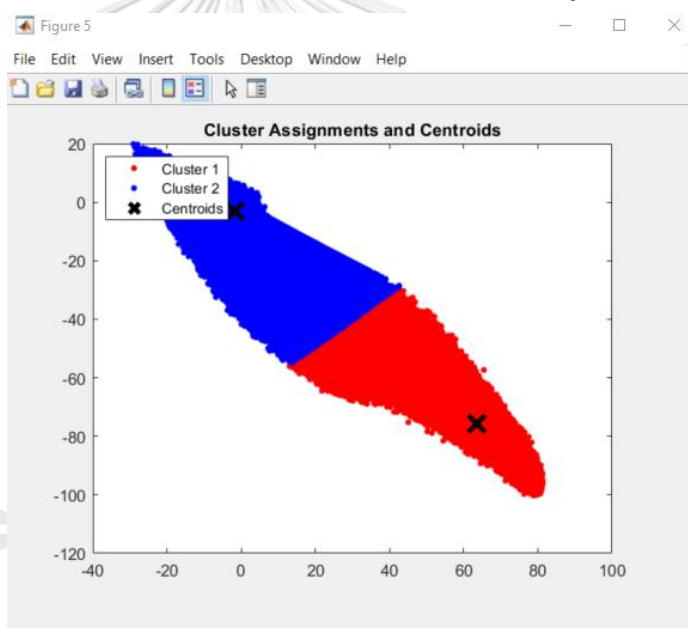 Figure 5
File Edit View Insert Tools Desktop Window Help
Cluster Assignments and Centroids
20
0
-20
-40
-60
-80
-100
-120
Cluster 1
Cluster 2
Centroids
-40 -20 0 20 40 60 80 100